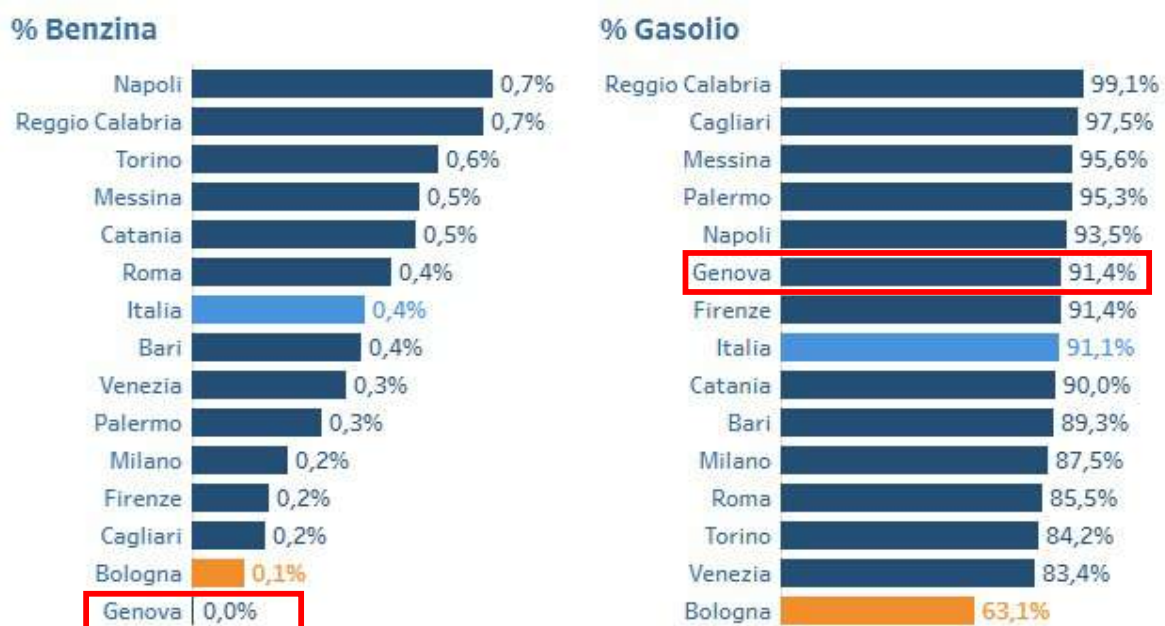 % Benzina
Napoli 0,7%
Reggio Calabria 0,7%
Torino 0,6%
Messina 0,5%
Catania 0,5%
Roma 0,4%
Italia 0,4%
Bari 0,4%
Venezia 0,3%
Palermo 0,3%
Milano 0,2%
Firenze 0,2%
Cagliari 0,2%
Bologna 0,1%
Genova 0,0%
% Gasolio
Reggio Calabria 99,1%
Cagliari 97,5%
Messina 95,6%
Palermo 95,3%
Napoli 93,5%
Genova 91,4%
Firenze 91,4%
Italia 91,1%
Catania 90,0%
Bari 89,3%
Milano 87,5%
Roma 85,5%
Torino 84,2%
Venezia 83,4%
Bologna 63,1%